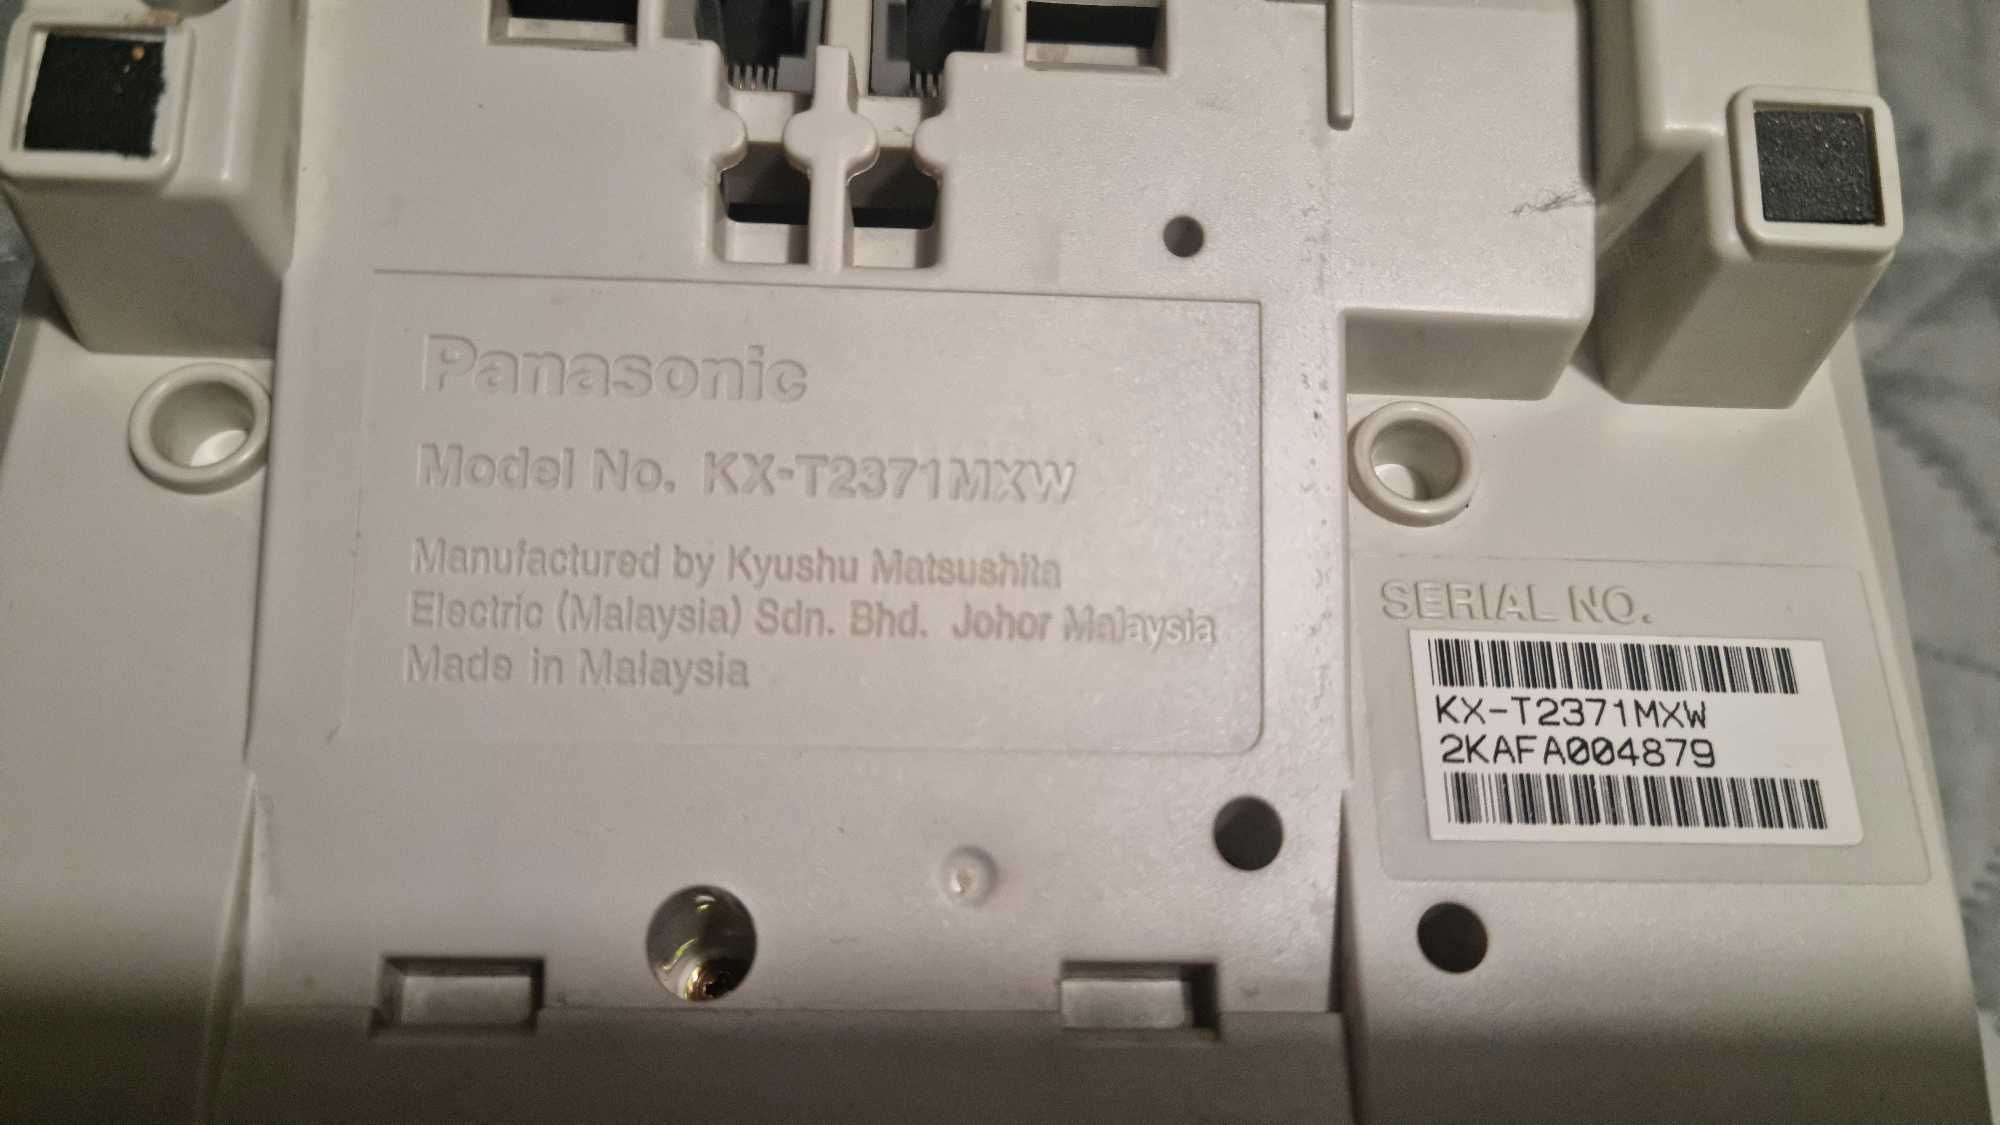 Panasonic
Model No. KX-T2371MXW
Manufactured by Kyushu Matsushita
Electric (Malaysia) Sdn. Bhd. Johor Malaysia
Made in Malaysia
SERIAL NO.
KX-T2371MXW
2KAFA004879